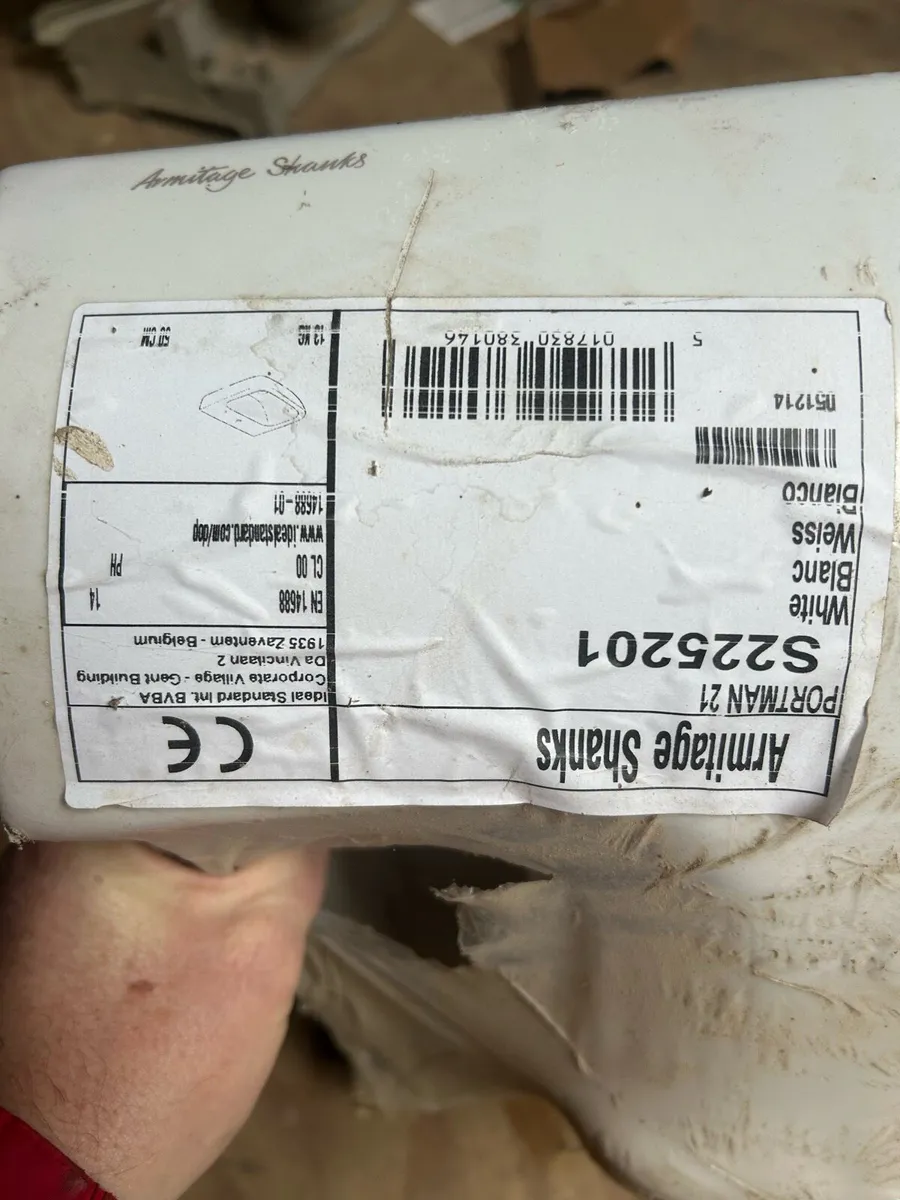 Armitage Shanks
Armitage Shanks
PORTMAN 21
S225201
White
Blanc
Weiss
Bianco
051214
5 017830 380146
CE
Ideal Standard Int. BVBA
Corporate Village - Gent Building
Da Vincilaan 2
1935 Zaventem - Belgium
EN 14688 14
CL 00 PH
www.idealstandard.com/dop
14688-01
13 KG 50 CM